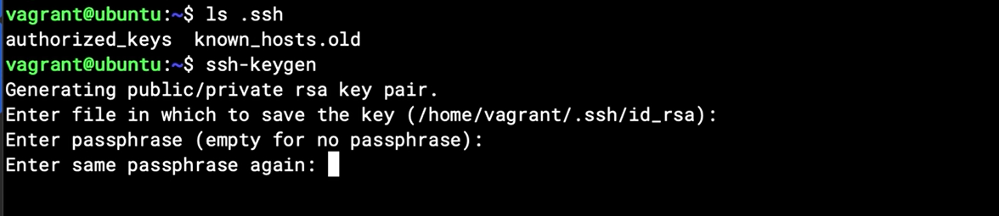 vagrant@ubuntu:~$ ls .ssh
authorized_keys  known_hosts.old
vagrant@ubuntu:~$ ssh-keygen
Generating public/private rsa key pair.
Enter file in which to save the key (/home/vagrant/.ssh/id_rsa):
Enter passphrase (empty for no passphrase):
Enter same passphrase again: